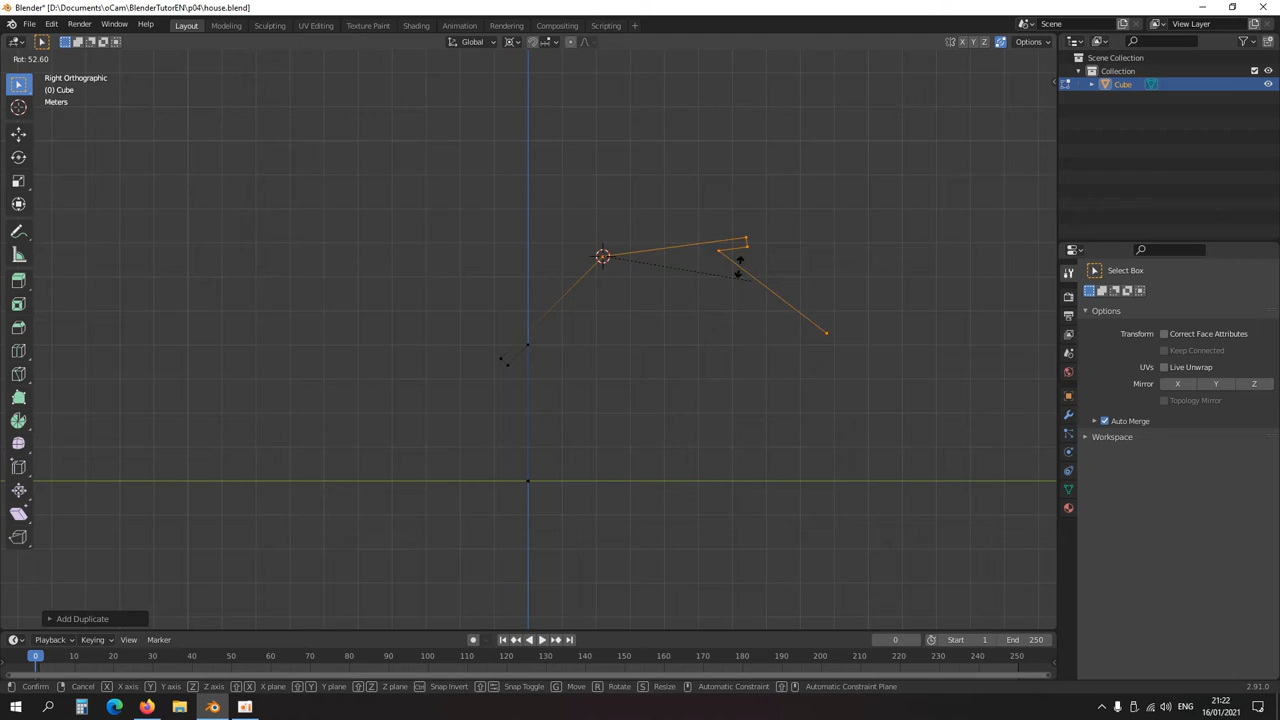 Blender* [D:\Documents\oCam\BlenderTutorEN\p04\house.blend]
File Edit Render Window Help Layout Modeling Sculpting UV Editing Texture Paint Shading Animation Rendering Compositing Scripting + Scene View Layer
Global X Y Z Options
Rot: 52.60
Right Orthographic
(0) Cube
Meters
Scene Collection
Collection
Cube
Select Box
Options
Transform Correct Face Attributes
Keep Connected
UVs Live Unwrap
Mirror X Y Z
Topology Mirror
Auto Merge
Workspace
Add Duplicate
Playback Keying View Marker 0 Start 1 End 250
0 10 20 30 40 50 60 70 80 90 100 110 120 130 140 150 160 170 180 190 200 210 220 230 240 250
Confirm Cancel X X axis Y Y axis Z Z axis X X plane Y Y plane Z Z plane Ctrl Snap Invert Snap Toggle G Move R Rotate S Resize Automatic Constraint Automatic Constraint Plane 2.91.0
ENG 21:22
16/01/2021